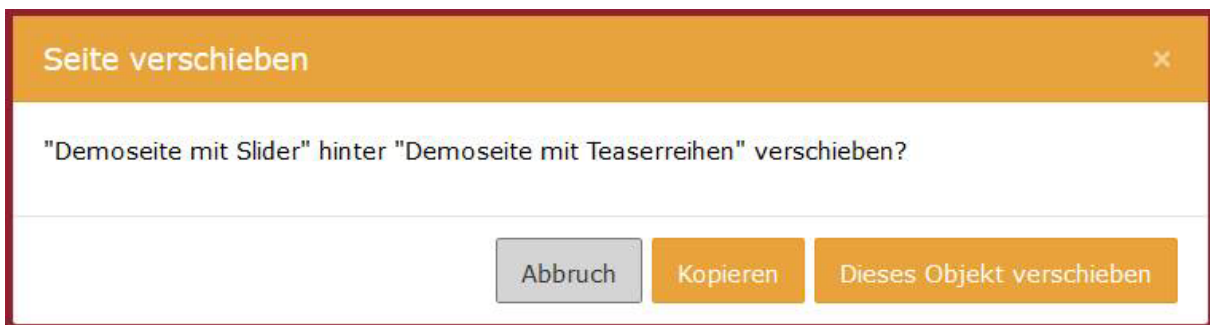 Seite verschieben
×
"Demoseite mit Slider" hinter "Demoseite mit Teaserreihen" verschieben?
Abbruch Kopieren Dieses Objekt verschieben